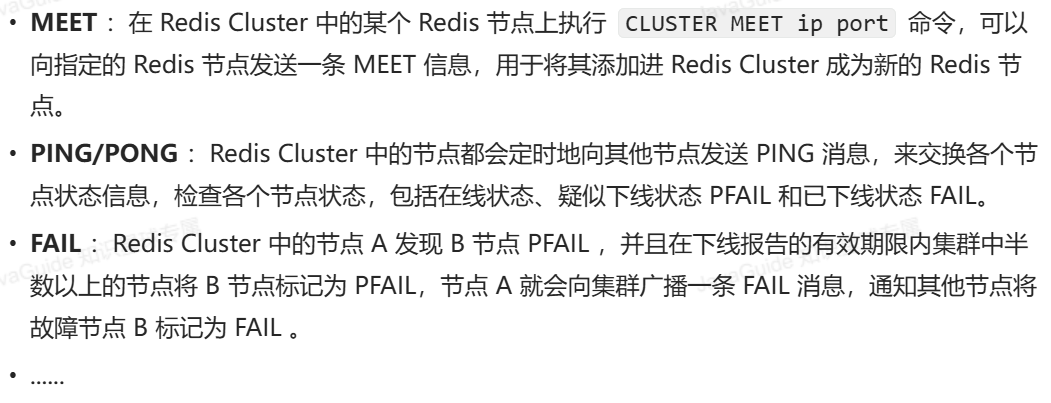 • MEET ：在 Redis Cluster 中的某个 Redis 节点上执行 CLUSTER MEET ip port 命令，可以
向指定的 Redis 节点发送一条 MEET 信息，用于将其添加进 Redis Cluster 成为新的 Redis 节
点。
• PING/PONG ：Redis Cluster 中的节点都会定时地向其他节点发送 PING 消息，来交换各个节
点状态信息，检查各个节点状态，包括在线状态、疑似下线状态 PFAIL 和已下线状态 FAIL。
• FAIL ：Redis Cluster 中的节点 A 发现 B 节点 PFAIL ，并且在下线报告的有效期限内集群中半
数以上的节点将 B 节点标记为 PFAIL，节点 A 就会向集群广播一条 FAIL 消息，通知其他节点将
故障节点 B 标记为 FAIL 。
• ......